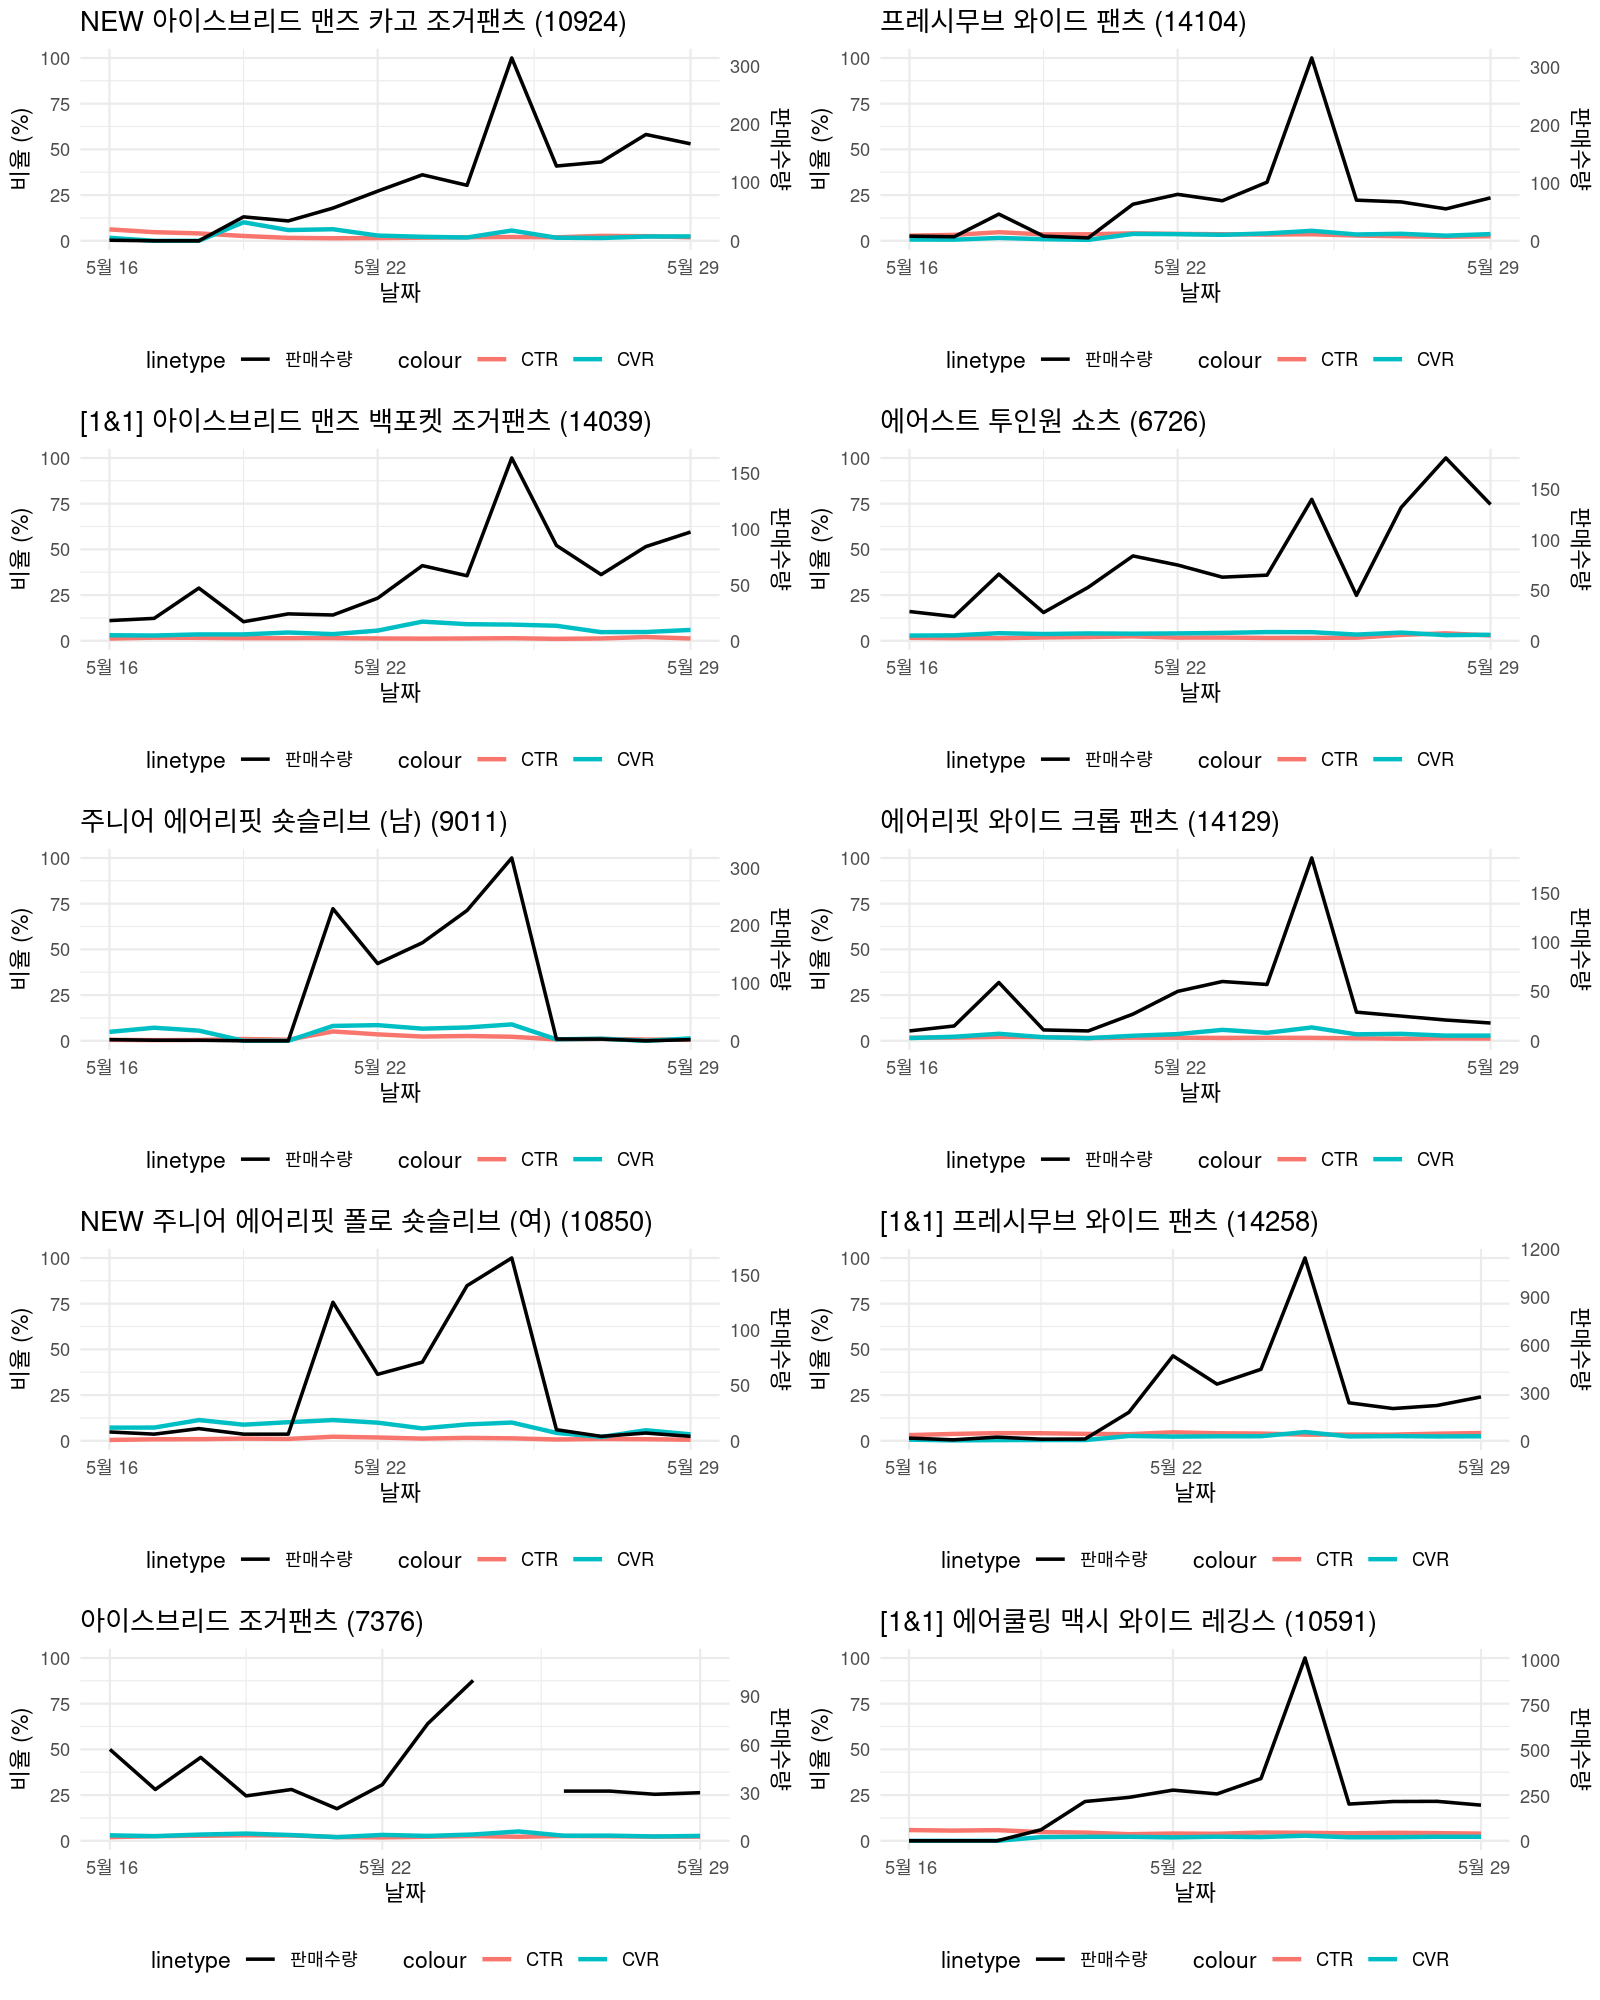 NEW 아이스브리드 맨즈 카고 조거팬츠 (10924)
100
75
50
25
0
비율 (%)
300
200
100
0
판매수량
5월 16
5월 22
5월 29
날짜
linetype 판매수량 colour CTR CVR
프레시무브 와이드 팬츠 (14104)
100
75
50
25
0
비율 (%)
300
200
100
0
판매수량
5월 16
5월 22
5월 29
날짜
linetype 판매수량 colour CTR CVR
[1&1] 아이스브리드 맨즈 백포켓 조거팬츠 (14039)
100
75
50
25
0
비율 (%)
150
100
50
0
판매수량
5월 16
5월 22
5월 29
날짜
linetype 판매수량 colour CTR CVR
에어스트 투인원 쇼츠 (6726)
100
75
50
25
0
비율 (%)
150
100
50
0
판매수량
5월 16
5월 22
5월 29
날짜
linetype 판매수량 colour CTR CVR
주니어 에어리핏 숏슬리브 (남) (9011)
100
75
50
25
0
비율 (%)
300
200
100
0
판매수량
5월 16
5월 22
5월 29
날짜
linetype 판매수량 colour CTR CVR
에어리핏 와이드 크롭 팬츠 (14129)
100
75
50
25
0
비율 (%)
150
100
50
0
판매수량
5월 16
5월 22
5월 29
날짜
linetype 판매수량 colour CTR CVR
NEW 주니어 에어리핏 폴로 숏슬리브 (여) (10850)
100
75
50
25
0
비율 (%)
150
100
50
0
판매수량
5월 16
5월 22
5월 29
날짜
linetype 판매수량 colour CTR CVR
[1&1] 프레시무브 와이드 팬츠 (14258)
100
75
50
25
0
비율 (%)
1200
900
600
300
0
판매수량
5월 16
5월 22
5월 29
날짜
linetype 판매수량 colour CTR CVR
아이스브리드 조거팬츠 (7376)
100
75
50
25
0
비율 (%)
90
60
30
0
판매수량
5월 16
5월 22
5월 29
날짜
linetype 판매수량 colour CTR CVR
[1&1] 에어쿨링 맥시 와이드 레깅스 (10591)
100
75
50
25
0
비율 (%)
1000
750
500
250
0
판매수량
5월 16
5월 22
5월 29
날짜
linetype 판매수량 colour CTR CVR